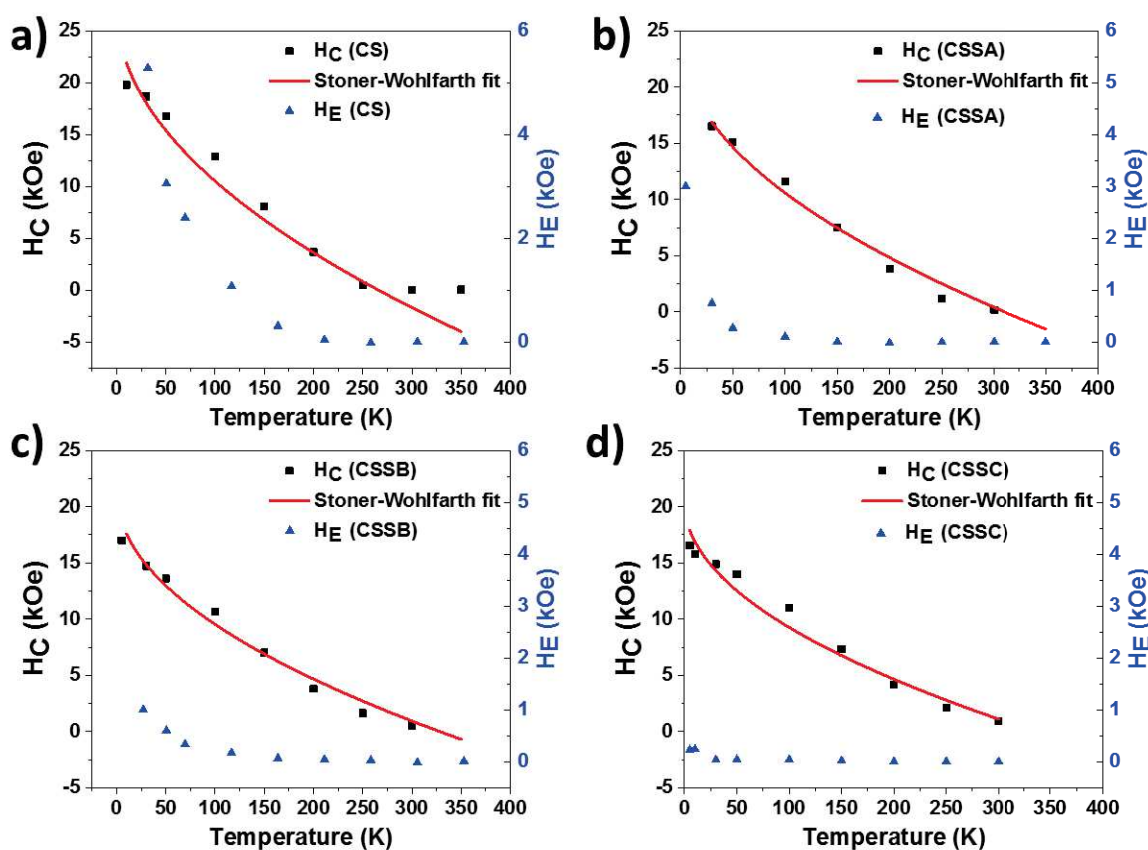 a)
H_C (CS)
Stoner-Wohlfarth fit
H_E (CS)
25
20
15
10
5
0
-5
H_C (kOe)
6
4
2
0
H_E (kOe)
0 50 100 150 200 250 300 350 400
Temperature (K)
b)
H_C (CSSA)
Stoner-Wohlfarth fit
H_E (CSSA)
25
20
15
10
5
0
-5
H_C (kOe)
6
5
4
3
2
1
0
H_E (kOe)
0 50 100 150 200 250 300 350 400
Temperature (K)
c)
H_C (CSSB)
Stoner-Wohlfarth fit
H_E (CSSB)
25
20
15
10
5
0
-5
H_C (kOe)
6
5
4
3
2
1
0
H_E (kOe)
0 50 100 150 200 250 300 350 400
Temperature (K)
d)
H_C (CSSC)
Stoner-Wohlfarth fit
H_E (CSSC)
25
20
15
10
5
0
-5
H_C (kOe)
6
5
4
3
2
1
0
H_E (kOe)
0 50 100 150 200 250 300 350 400
Temperature (K)